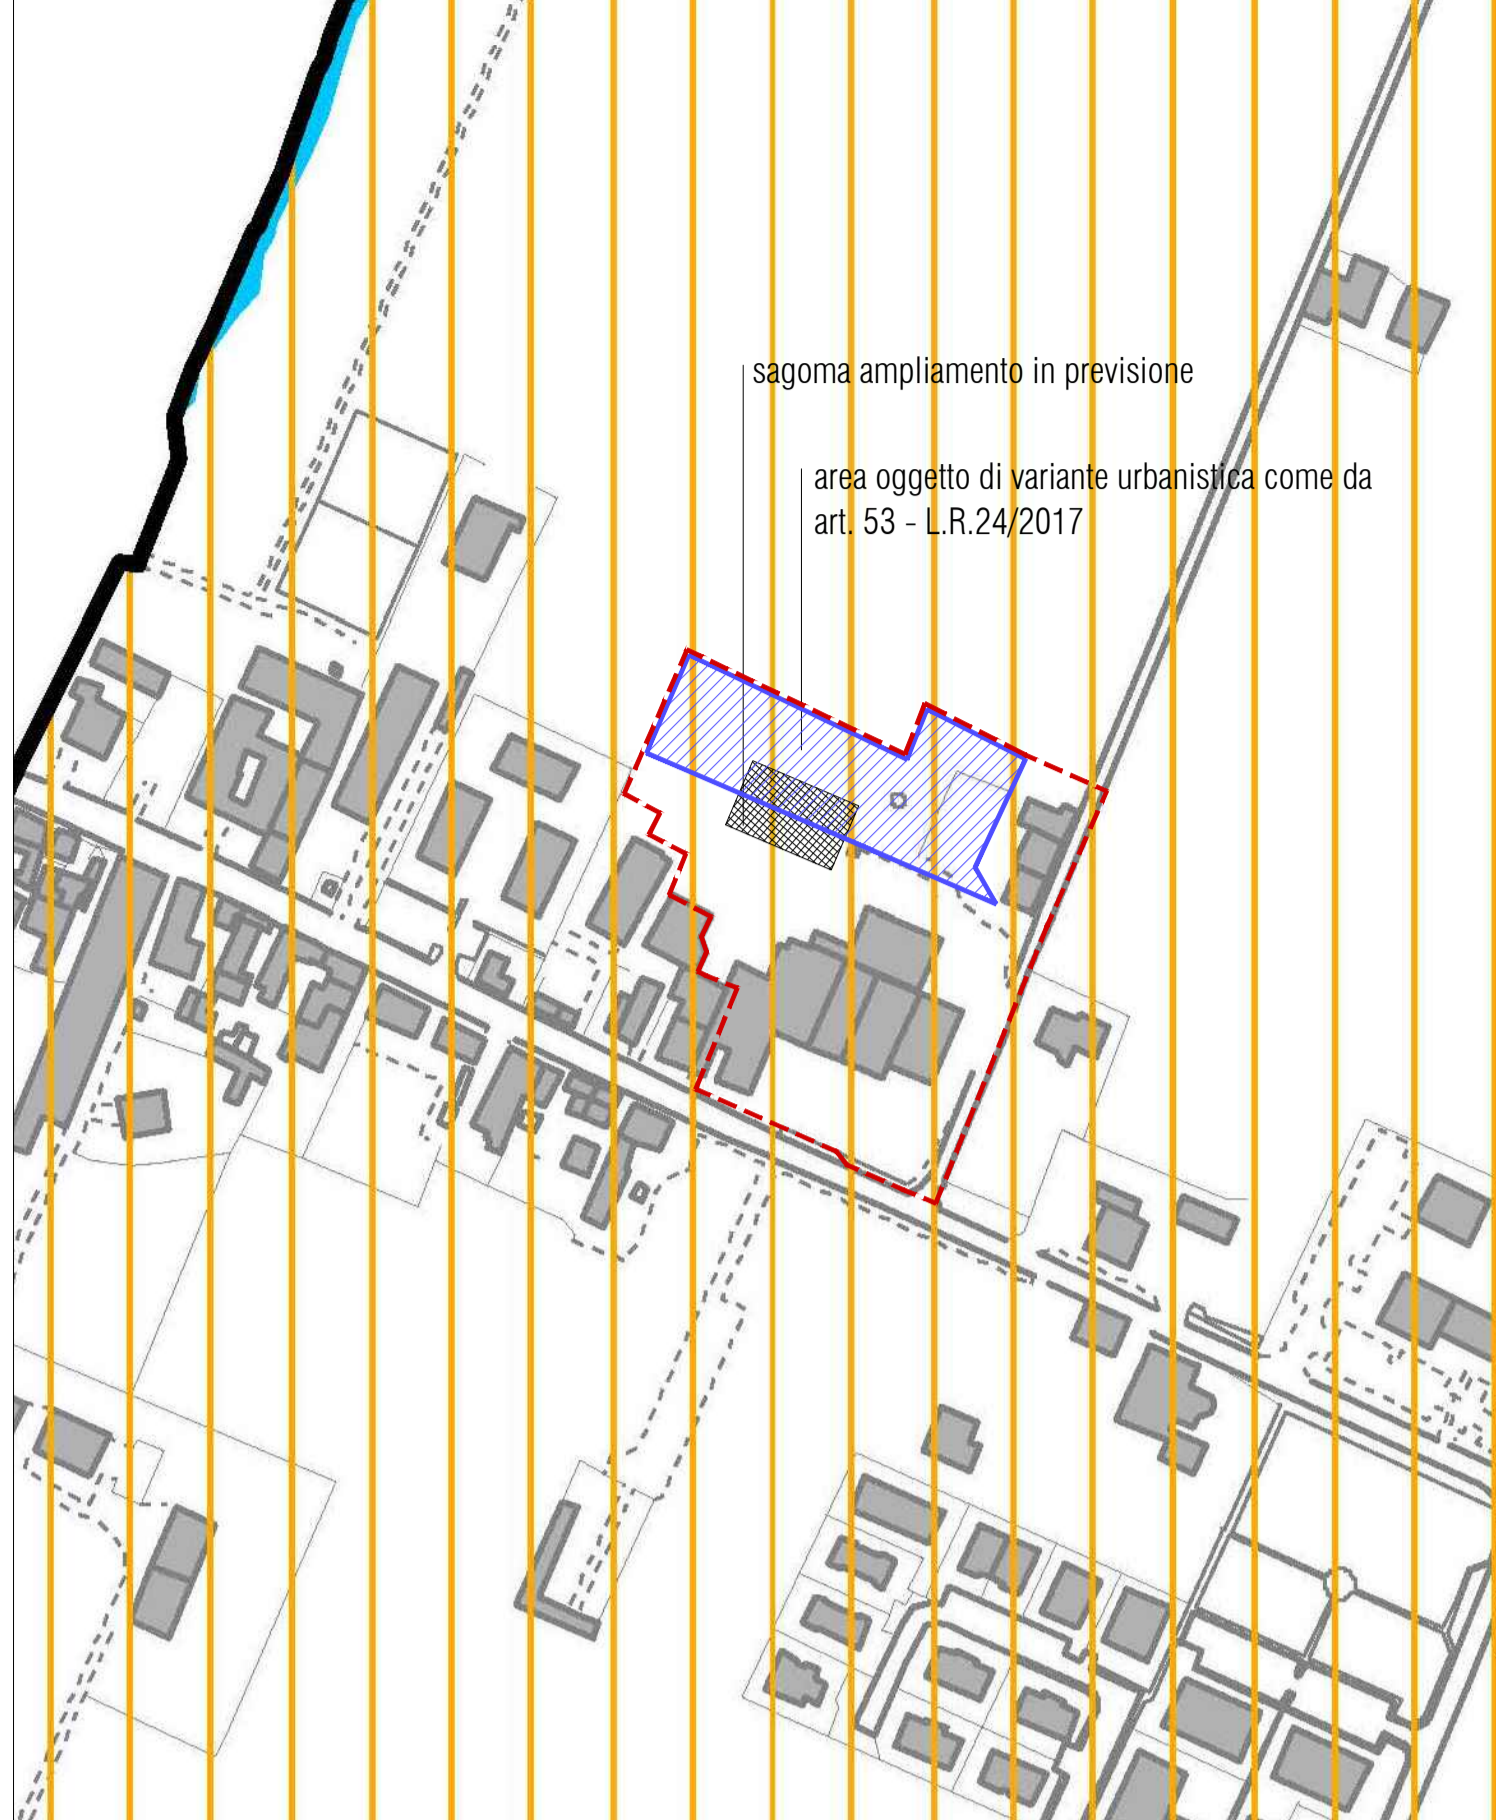 sagoma ampliamento in previsione
area oggetto di variante urbanistica come da
art. 53 - L.R.24/2017